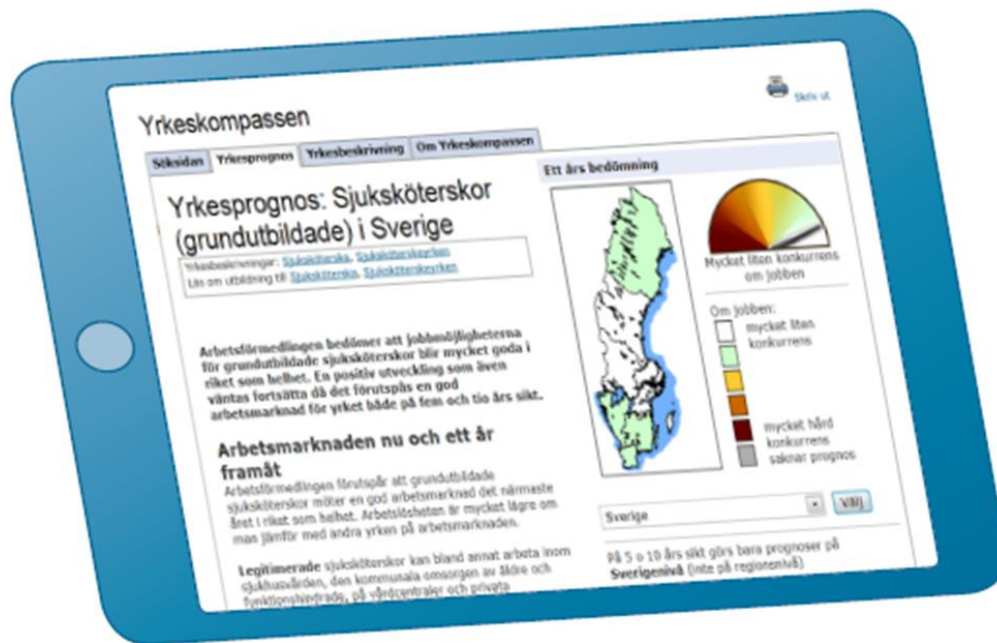 Yrkeskompassen
Skriv ut
Söksidan Yrkesprognos Yrkesbeskrivning Om Yrkeskompassen
Yrkesprognos: Sjuksköterskor
(grundutbildade) i Sverige
Yrkesbeskrivningar: Sjuksköterska, Sjuksköterskeyrken
Läs om utbildning till Sjuksköterska, Sjuksköterskeyrken
Arbetsförmedlingen bedömer att jobbmöjligheterna
för grundutbildade sjuksköterskor blir mycket goda i
riket som helhet. En positiv utveckling som även
väntas fortsätta då det förutspås en god
arbetsmarknad för yrket både på fem och tio års sikt.
Arbetsmarknaden nu och ett år
framåt
Arbetsförmedlingen förutspår att grundutbildade
sjuksköterskor möter en god arbetsmarknad det närmaste
året i riket som helhet. Arbetslösheten är mycket lägre om
man jämför med andra yrken på arbetsmarknaden.
Legitimerade sjuksköterskor kan bland annat arbeta inom
sjukhusvården, den kommunala omsorgen av äldre och
funktionshindrade, på vårdcentraler och privata
Ett års bedömning
Mycket liten konkurrens
om jobben
Om jobben:
mycket liten
konkurrens
mycket hård
konkurrens
saknar prognos
Sverige
Välj
På 5 o 10 års sikt görs bara prognoser på
Sverigenivå (inte på regionsnivå)